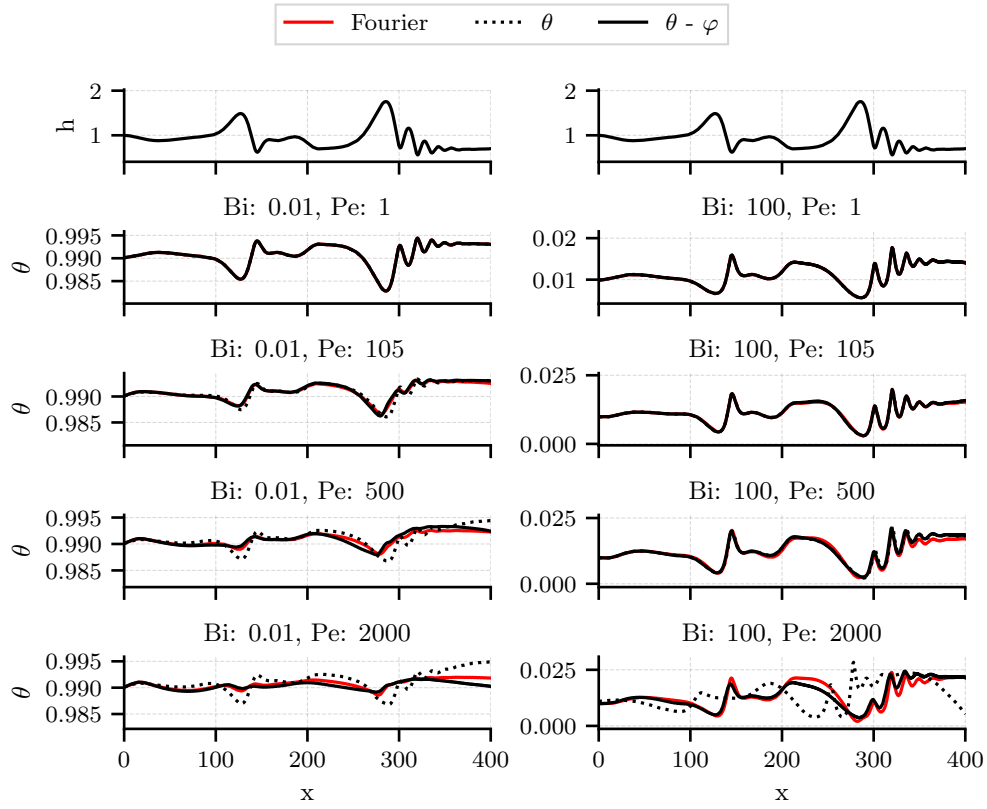 Fourier θ θ - φ
2
1
h
Bi: 0.01, Pe: 1 Bi: 100, Pe: 1
0.995
0.990
0.985
θ
0.02
0.01
Bi: 0.01, Pe: 105 Bi: 100, Pe: 105
0.990
0.985
θ
0.025
0.000
Bi: 0.01, Pe: 500 Bi: 100, Pe: 500
0.995
0.990
0.985
θ
0.025
0.000
Bi: 0.01, Pe: 2000 Bi: 100, Pe: 2000
0.995
0.990
0.985
θ
0.025
0.000
0 100 200 300 400 0 100 200 300 400
x x